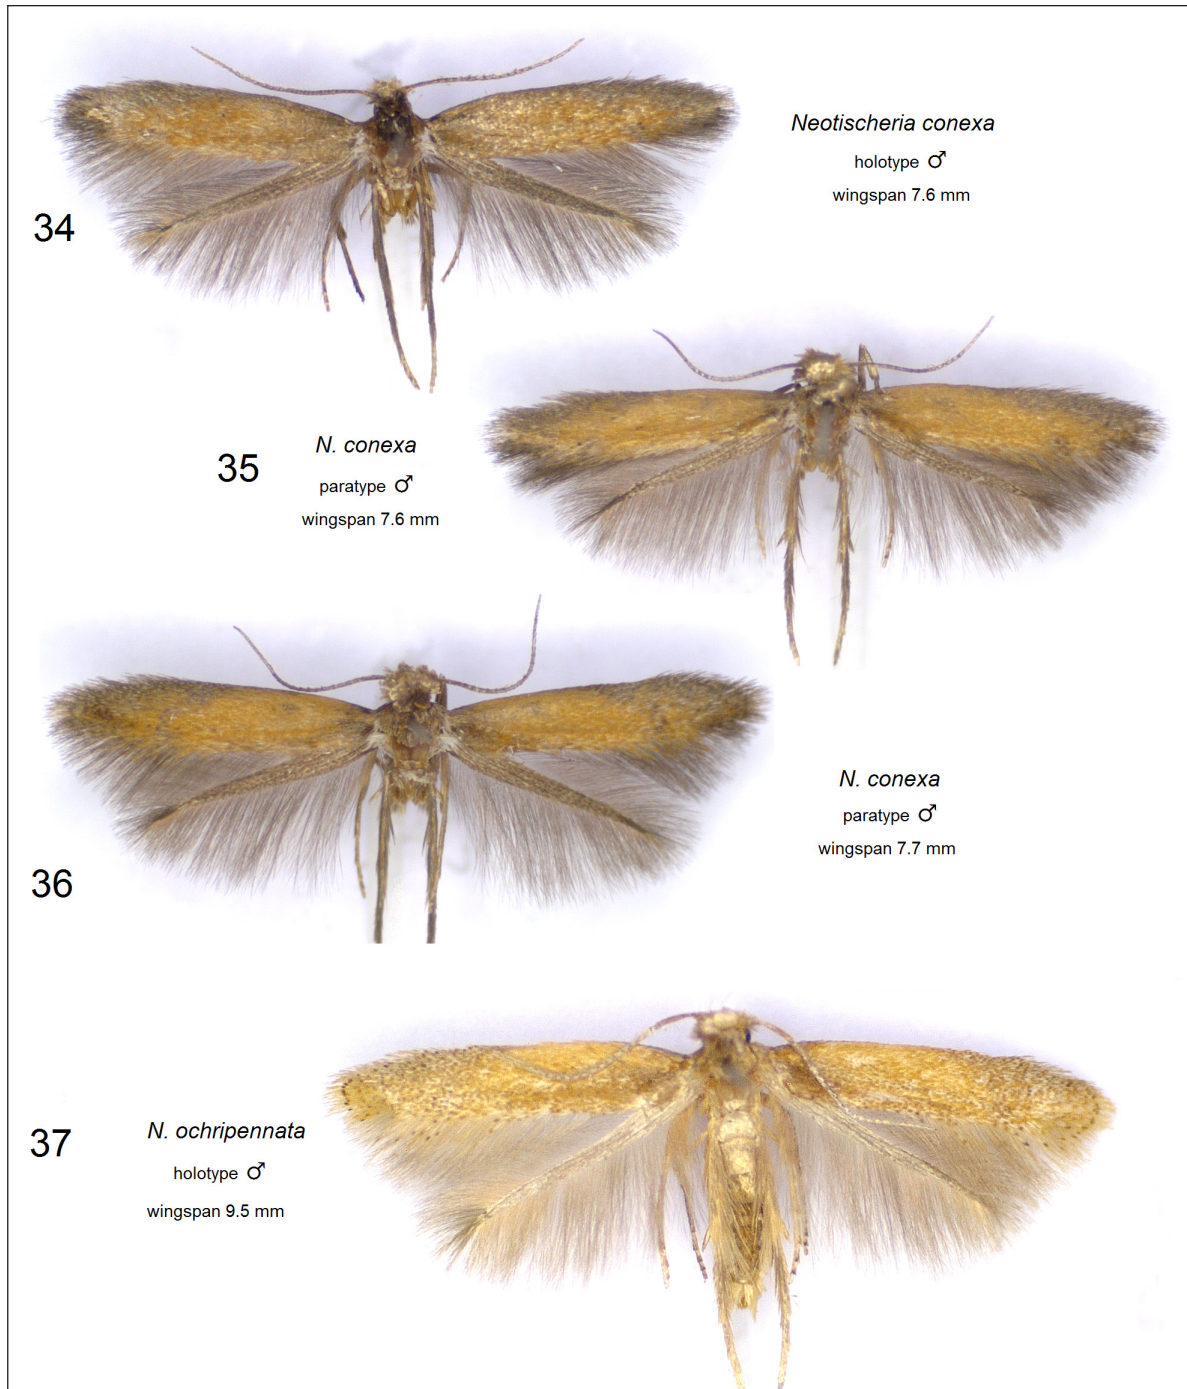 Neotischeria conexa
holotype ♂
wingspan 7.6 mm
34
35
N. conexa
paratype ♂
wingspan 7.6 mm
N. conexa
paratype ♂
wingspan 7.7 mm
36
37
N. ochripennata
holotype ♂
wingspan 9.5 mm